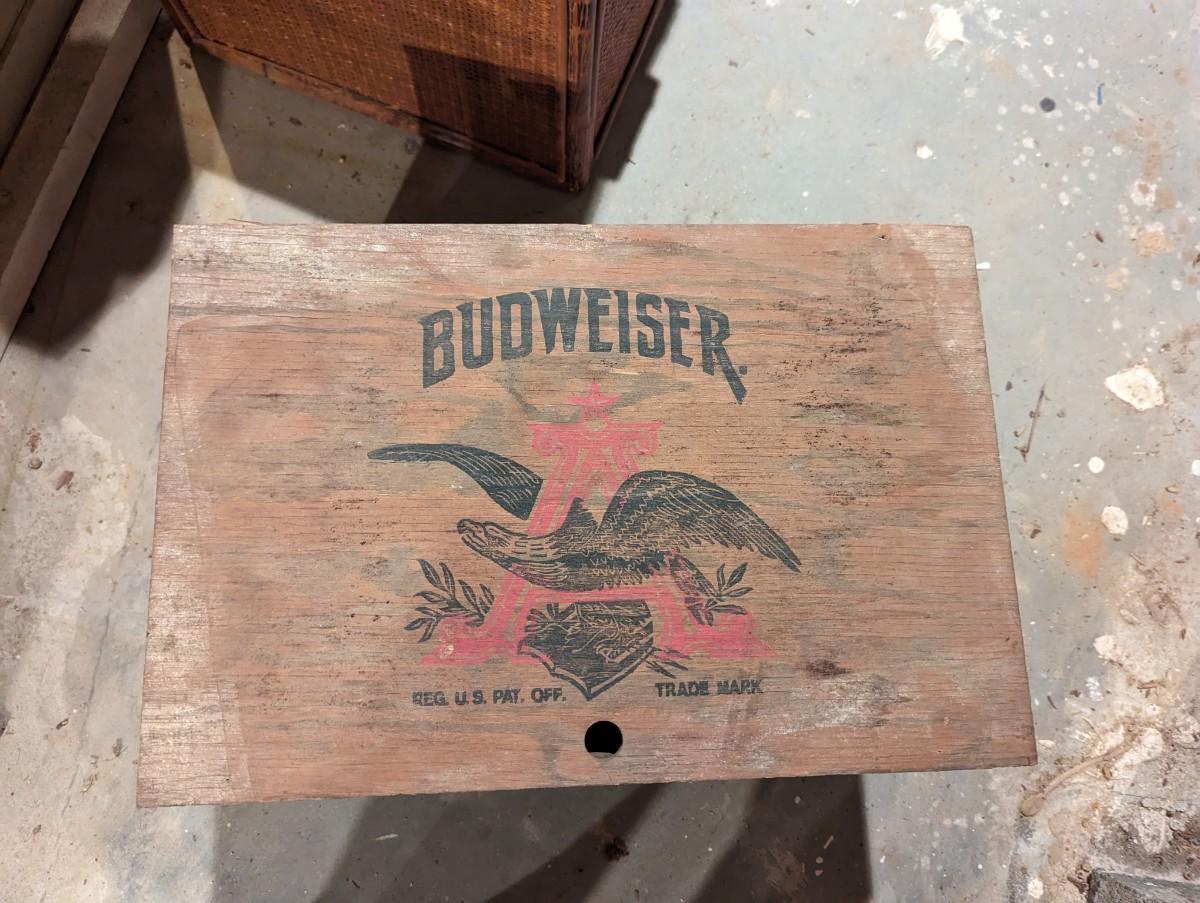 BUDWEISER.
REG. U.S. PAT. OFF. TRADE MARK